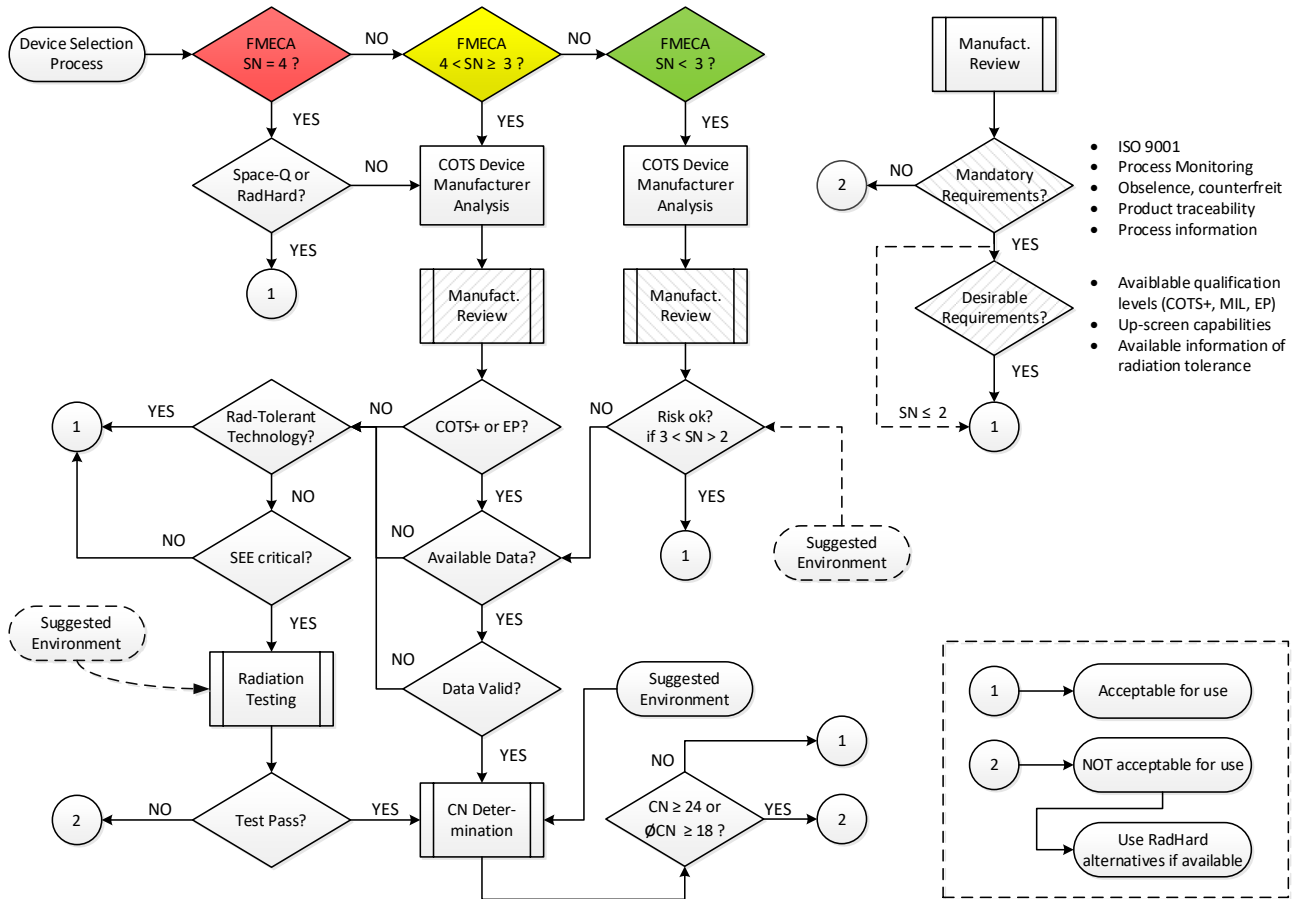 Device Selection
Process
FMECA
SN = 4 ?
NO
FMECA
4 < SN ≥ 3 ?
NO
FMECA
SN < 3 ?
YES
YES
YES
Space-Q or
RadHard?
NO
YES
1
COTS Device
Manufacturer
Analysis
COTS Device
Manufacturer
Analysis
Manufact.
Review
Manufact.
Review
Manufact.
Review
Mandatory
Requirements?
NO
2
YES
• ISO 9001
• Process Monitoring
• Obselence, counterfreit
• Product traceability
• Process information
Desirable
Requirements?
YES
SN ≤ 2
1
• Availblable qualification
levels (COTS+, MIL, EP)
• Up-screen capabilities
• Available information of
radiation tolerance
1
YES
Rad-Tolerant
Technology?
NO
COTS+ or EP?
NO
Risk ok?
if 3 < SN > 2
NO
YES
YES
1
Suggested
Environment
NO
SEE critical?
NO
Available Data?
YES
YES
Suggested
Environment
Radiation
Testing
NO
Data Valid?
Suggested
Environment
YES
2
NO
Test Pass?
YES
CN Deter-
mination
NO
1
CN ≥ 24 or
ØCN ≥ 18 ?
YES
2
1
Acceptable for use
2
NOT acceptable for use
Use RadHard
alternatives if available